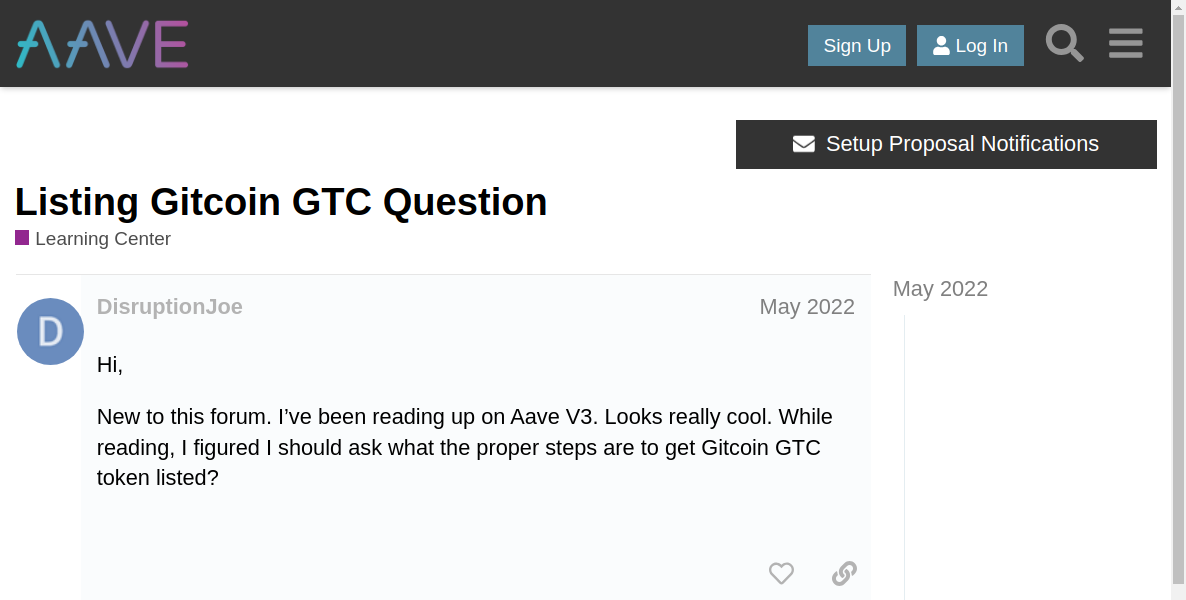 AAVE
Sign Up
Log In
Setup Proposal Notifications
Listing Gitcoin GTC Question
Learning Center
May 2022
D
DisruptionJoe
May 2022
Hi,
New to this forum. I’ve been reading up on Aave V3. Looks really cool. While
reading, I figured I should ask what the proper steps are to get Gitcoin GTC
token listed?